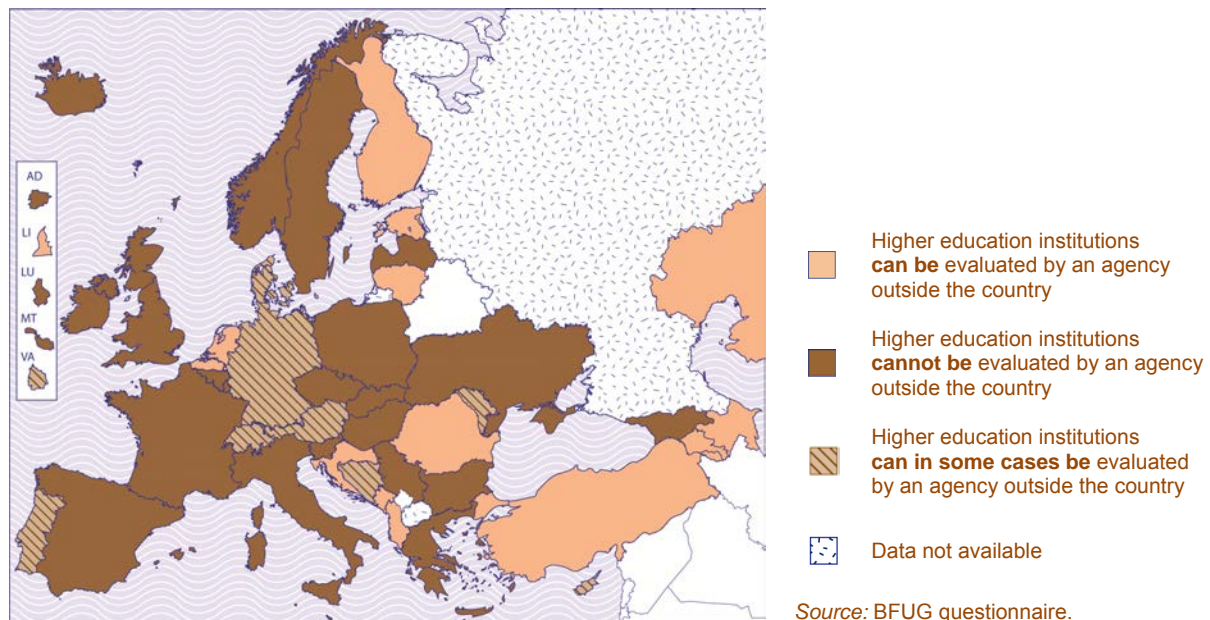 AD
LI
LU
MT
VA
Higher education institutions
can be evaluated by an agency
outside the country
Higher education institutions
cannot be evaluated by an agency
outside the country
Higher education institutions
can in some cases be evaluated
by an agency outside the country
Data not available
Source: BFUG questionnaire.